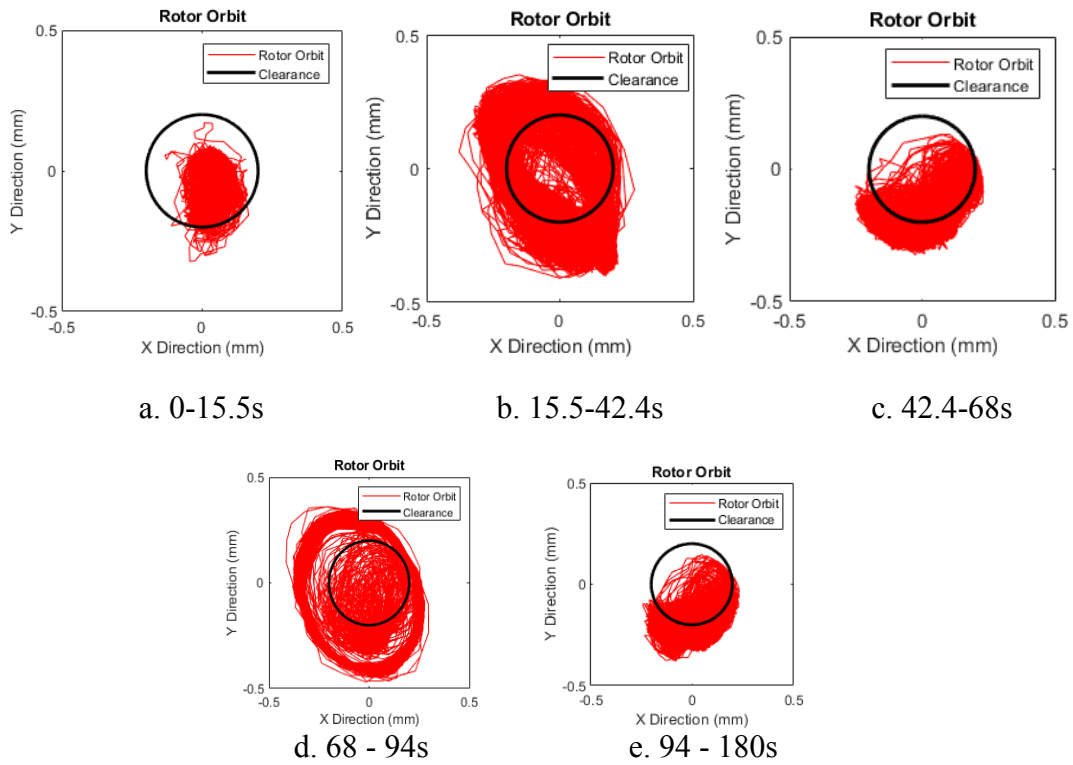 Rotor Orbit
Rotor Orbit
Clearance
0.5
0
-0.5
Y Direction (mm)
-0.5
0
0.5
X Direction (mm)
a. 0-15.5s
Rotor Orbit
Rotor Orbit
Clearance
0.5
0
-0.5
Y Direction (mm)
-0.5
0
0.5
X Direction (mm)
b. 15.5-42.4s
Rotor Orbit
Rotor Orbit
Clearance
0.5
0
-0.5
Y Direction (mm)
-0.5
0
0.5
X Direction (mm)
c. 42.4-68s
Rotor Orbit
Rotor Orbit
Clearance
0.5
0
-0.5
Y Direction (mm)
-0.5
0
0.5
X Direction (mm)
d. 68 - 94s
Rotor Orbit
Rotor Orbit
Clearance
0.5
0
-0.5
Y Direction (mm)
-0.5
0
0.5
X Direction (mm)
e. 94 - 180s